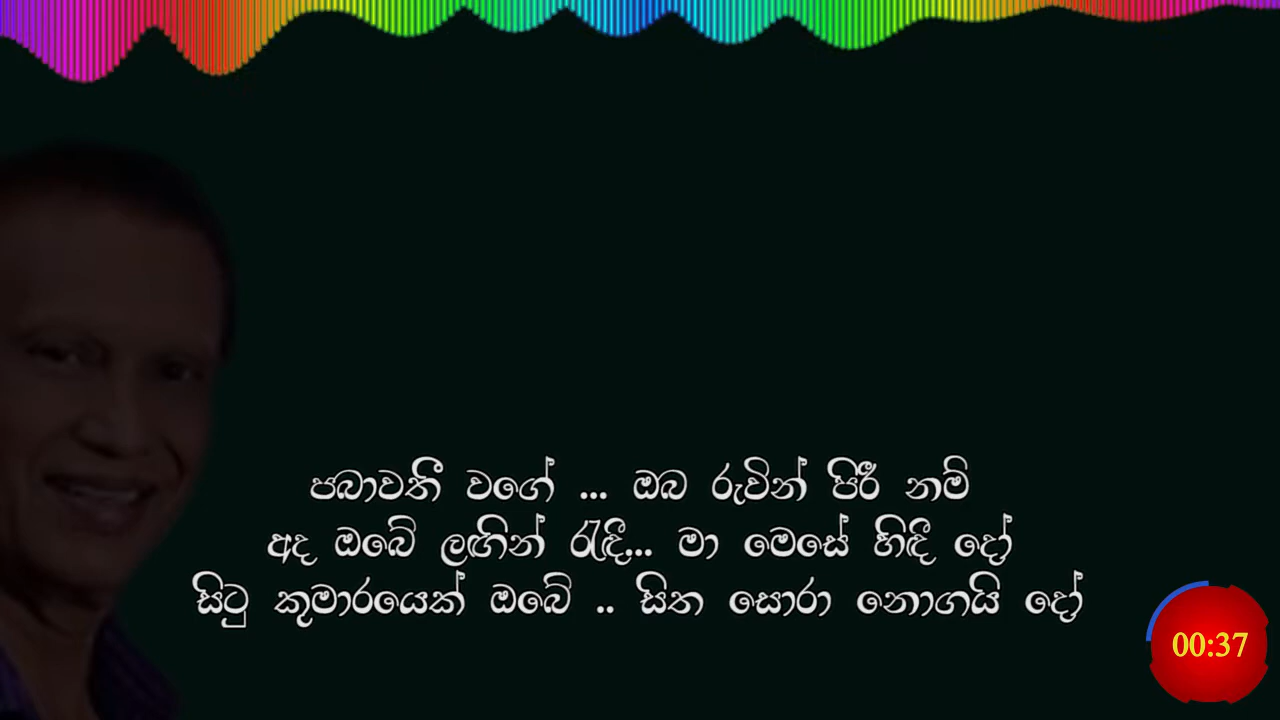 පබාවතී වගේ ... ඔබ රුවින් පිරී නම්
අද ඔබේ ලඟින් රැඳී... මා මෙසේ හිඳී දෝ
සිටු කුමාරයෙක් ඔබේ .. සිත සොරා නොගයි දෝ
00:37